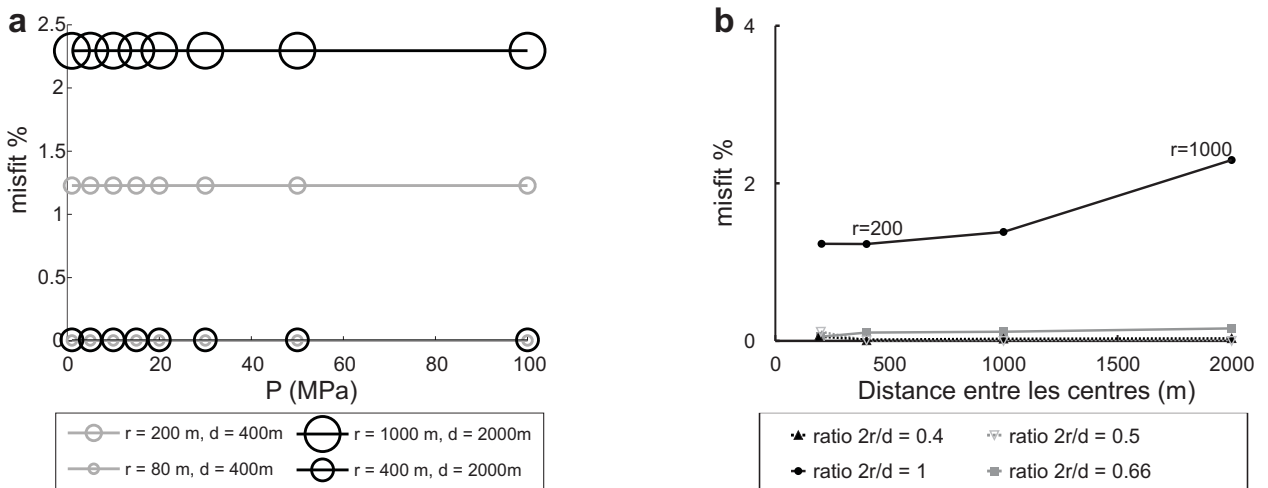 a
misfit %
2.5
2
1.5
1
0.5
0
0 20 40 60 80 100
P (MPa)
r = 200 m, d = 400m
r = 1000 m, d = 2000m
r = 80 m, d = 400m
r = 400 m, d = 2000m
b
misfit %
4
2
0
r=200
r=1000
0 500 1000 1500 2000
Distance entre les centres (m)
ratio 2r/d = 0.4
ratio 2r/d = 0.5
ratio 2r/d = 1
ratio 2r/d = 0.66